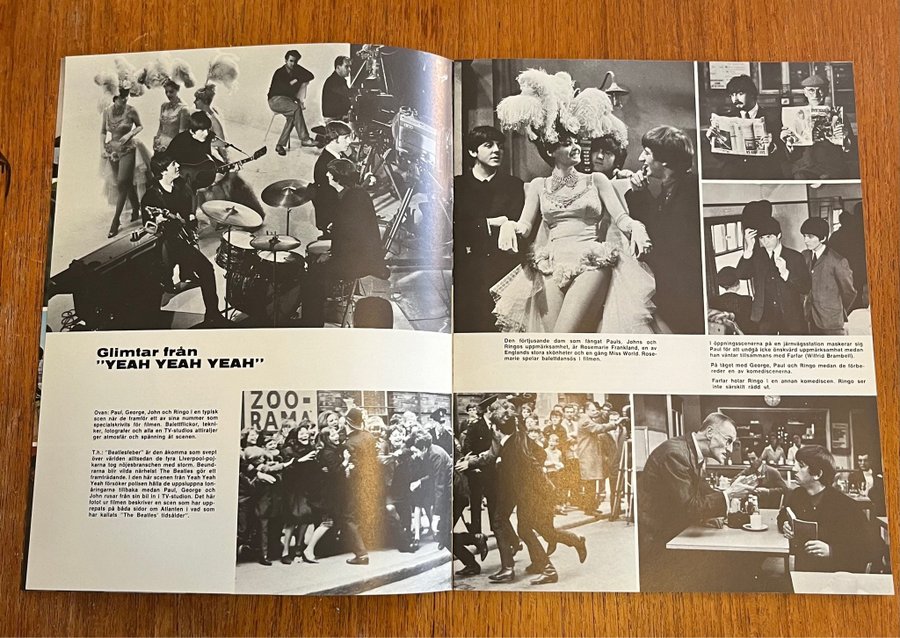 Glimtar från
"YEAH YEAH YEAH"
Ovan: Paul, George, John och Ringo i en typisk
scen när de framför ett av sina nummer som
specialskrivits för filmen. Balettflickor, tekni-
ker, fotografer och alla en TV-studios attiraljer
ger atmosfär och spänning åt scenen.
T.h.: "Beatlesfeber" är den åkomma som svept
över världen alltsedan de fyra Liverpool-poj-
karna tog nöjesbranschen med storm. Beund-
rarna blir vilda närhelst The Beatles gör ett
framträdande. I den här scenen från Yeah Yeah
Yeah försöker polisen hålla de uppsluppna ton-
åringarna tillbaka medan Paul, George och
John rusar från sin bil in i TV-studion. Det här
fotot ur filmen beskriver en scen som har upp-
repats på båda sidor om Atlanten i vad som
har kallats "The Beatles' tidsålder".
ZOO-
RAMA
Den förtjusande dam som fångat Pauls, Johns och
Ringos uppmärksamhet, är Rosemarie Frankland, en av
Englands stora skönheter och en gång Miss World. Rose-
marie spelar balettdansös i filmen.
I öppningsscenerna på en järnvägsstation maskerar sig
Paul för att undgå icke önskvärd uppmärksamhet medan
han väntar tillsammans med Farfar (Wilfrid Brambell).
På tåget med George, Paul och Ringo medan de förbe-
reder en av komediscenerna.
Farfar hotar Ringo i en annan komediscen. Ringo ser
inte särskilt rädd ut.